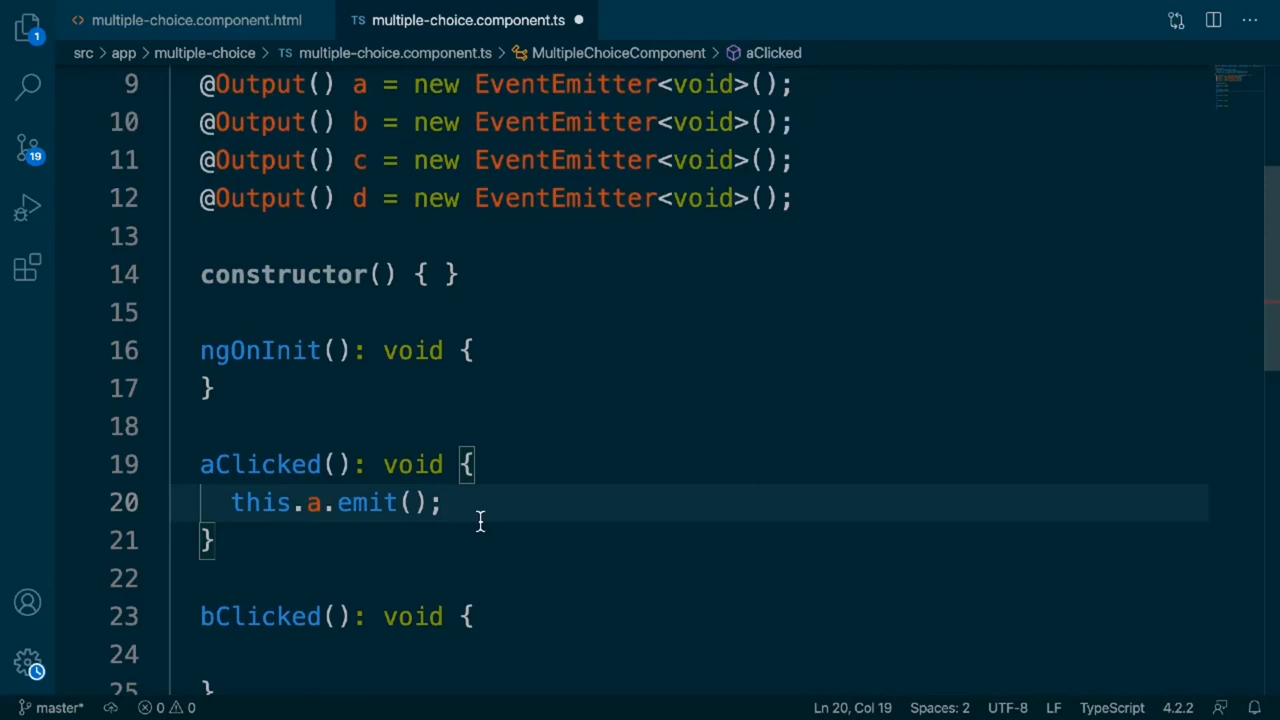 multiple-choice.component.html
TS multiple-choice.component.ts
1
src > app > multiple-choice > TS multiple-choice.component.ts > MultipleChoiceComponent > aClicked
9 @Output() a = new EventEmitter<void>();
10 @Output() b = new EventEmitter<void>();
11 @Output() c = new EventEmitter<void>();
12 @Output() d = new EventEmitter<void>();
13
14 constructor() { }
15
16 ngOnInit(): void {
17 }
18
19 aClicked(): void {
20 this.a.emit();
21 }
22
23 bClicked(): void {
24
25 }
19
master* 0 0 Ln 20, Col 19 Spaces: 2 UTF-8 LF TypeScript 4.2.2